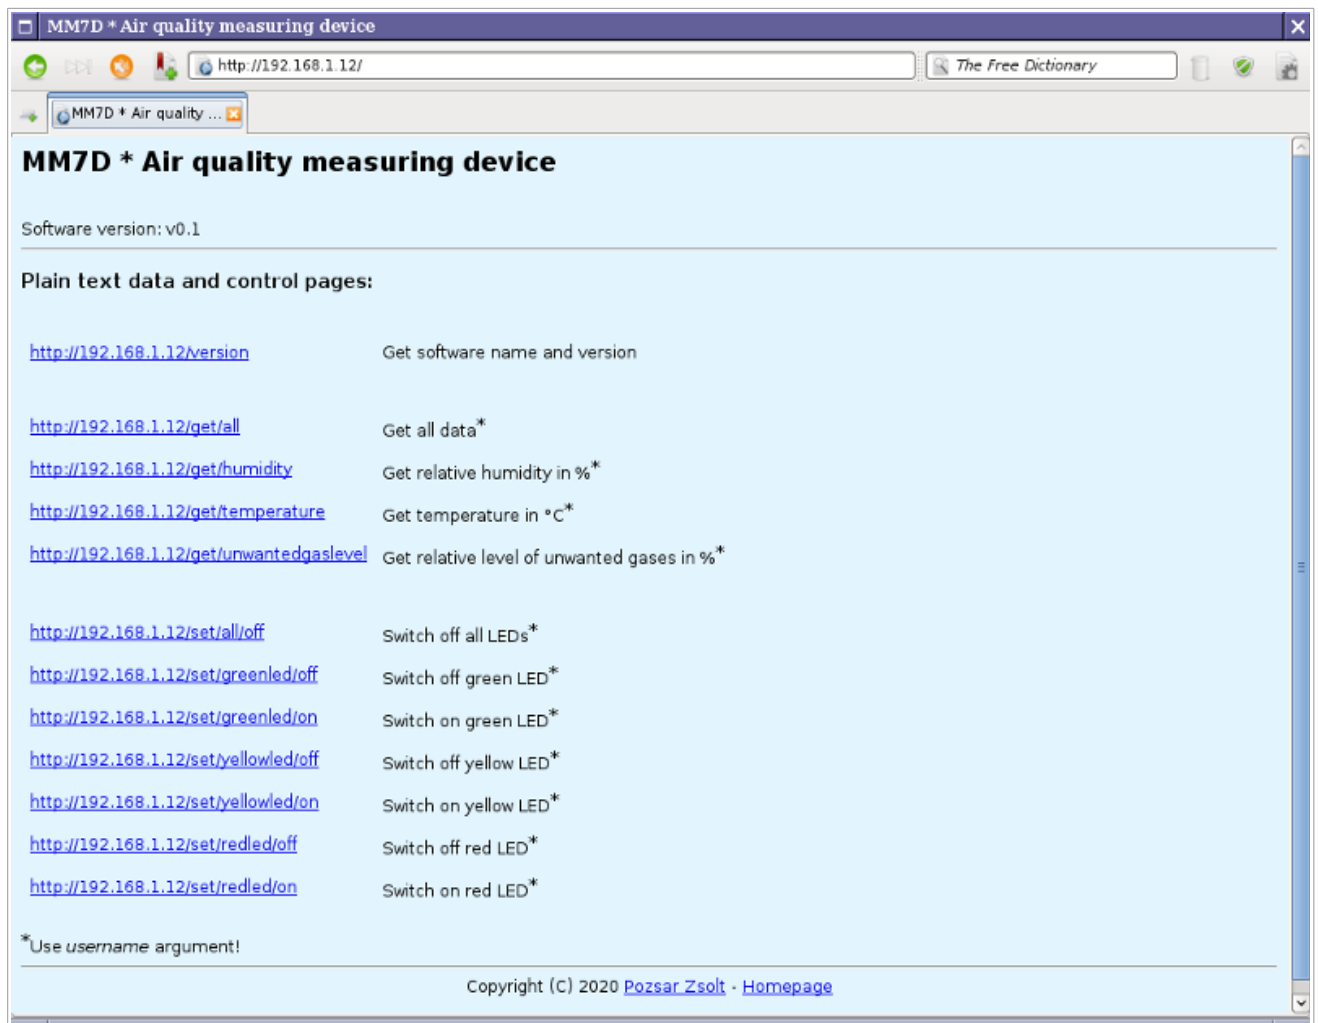 MM7D * Air quality measuring device
http://192.168.1.12/
The Free Dictionary
MM7D * Air quality ...
MM7D * Air quality measuring device
Software version: v0.1
Plain text data and control pages:
http://192.168.1.12/version Get software name and version
http://192.168.1.12/get/all Get all data*
http://192.168.1.12/get/humidity Get relative humidity in %*
http://192.168.1.12/get/temperature Get temperature in °C*
http://192.168.1.12/get/unwantedgaslevel Get relative level of unwanted gases in %*
http://192.168.1.12/set/all/off Switch off all LEDs*
http://192.168.1.12/set/greenled/off Switch off green LED*
http://192.168.1.12/set/greenled/on Switch on green LED*
http://192.168.1.12/set/yellowled/off Switch off yellow LED*
http://192.168.1.12/set/yellowled/on Switch on yellow LED*
http://192.168.1.12/set/redled/off Switch off red LED*
http://192.168.1.12/set/redled/on Switch on red LED*
*Use username argument!
Copyright (C) 2020 Pozsar Zsolt - Homepage